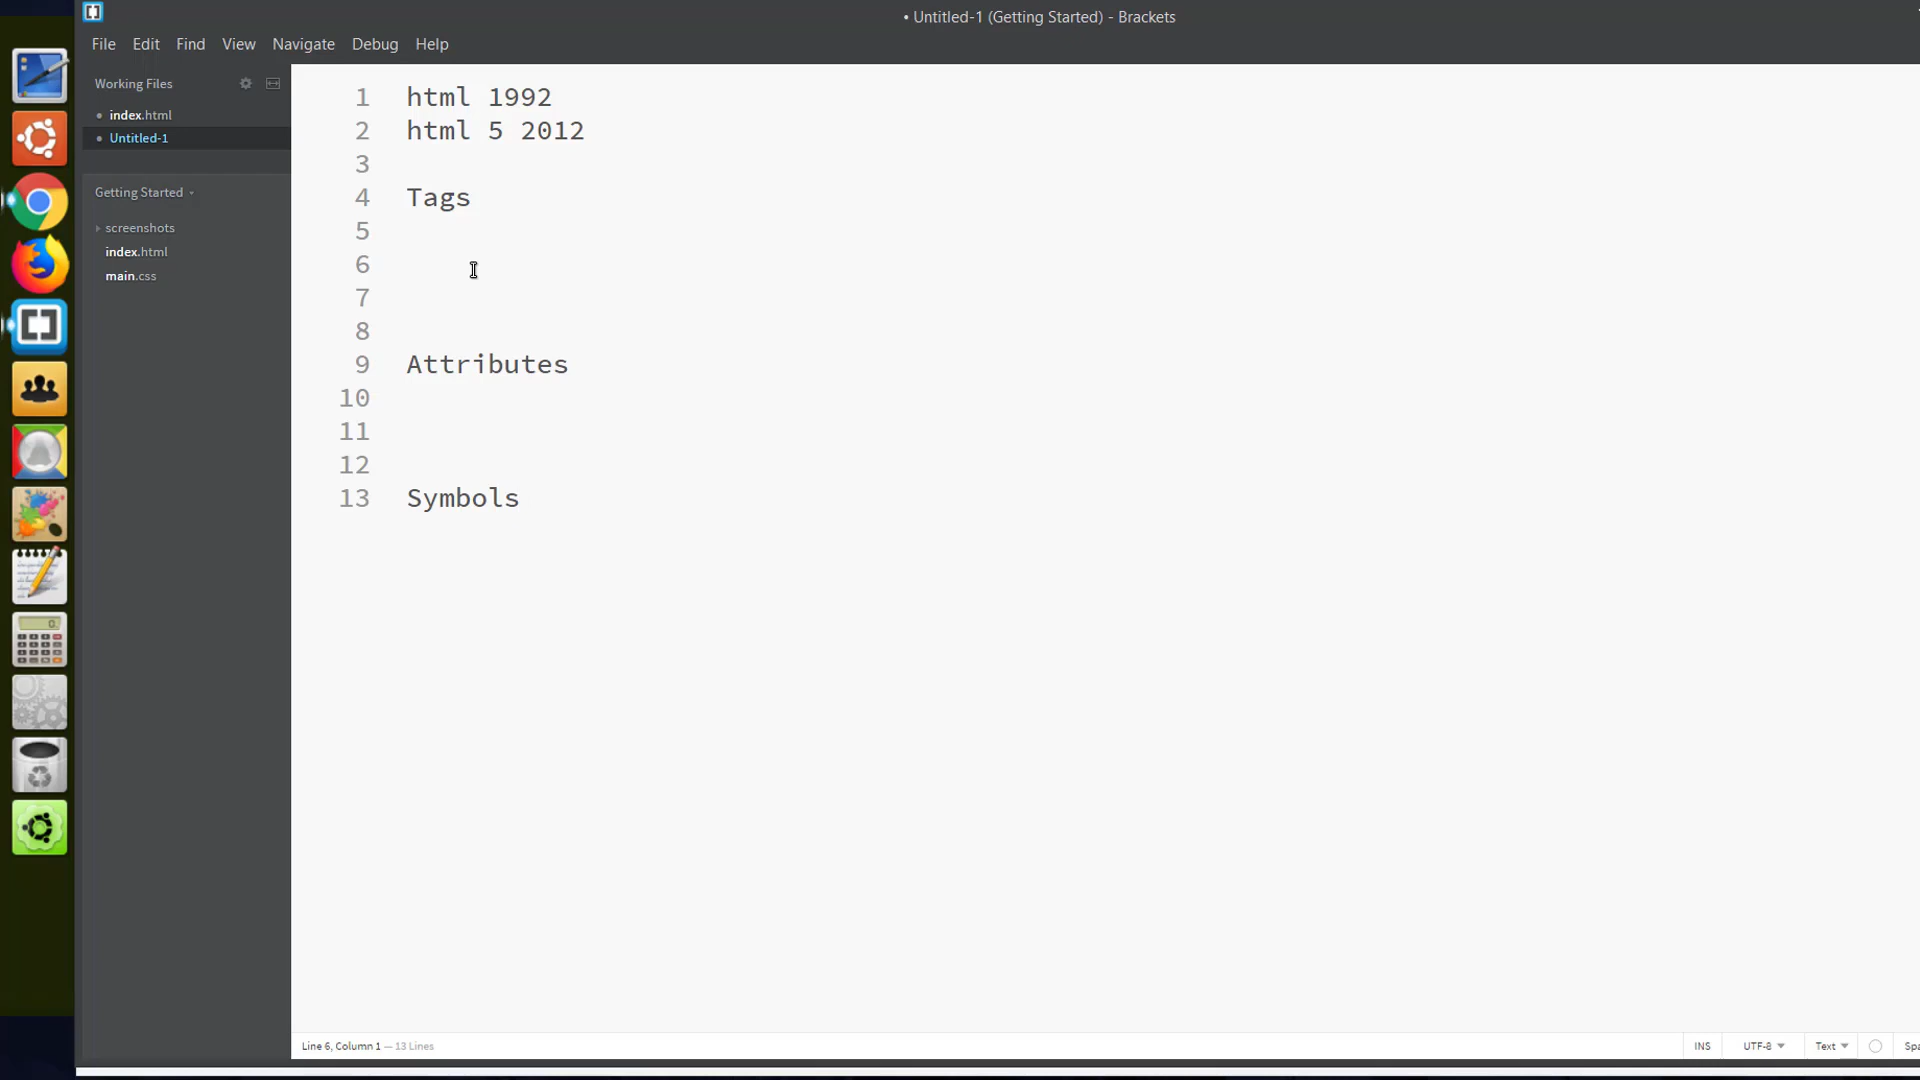 • Untitled-1 (Getting Started) - Brackets
File Edit Find View Navigate Debug Help
Working Files
index.html
Untitled-1
Getting Started
screenshots
index.html
main.css
1 html 1992
2 html 5 2012
3
4 Tags
5
6
7
8
9 Attributes
10
11
12
13 Symbols
Line 6, Column 1 — 13 Lines
INS UTF-8 Text